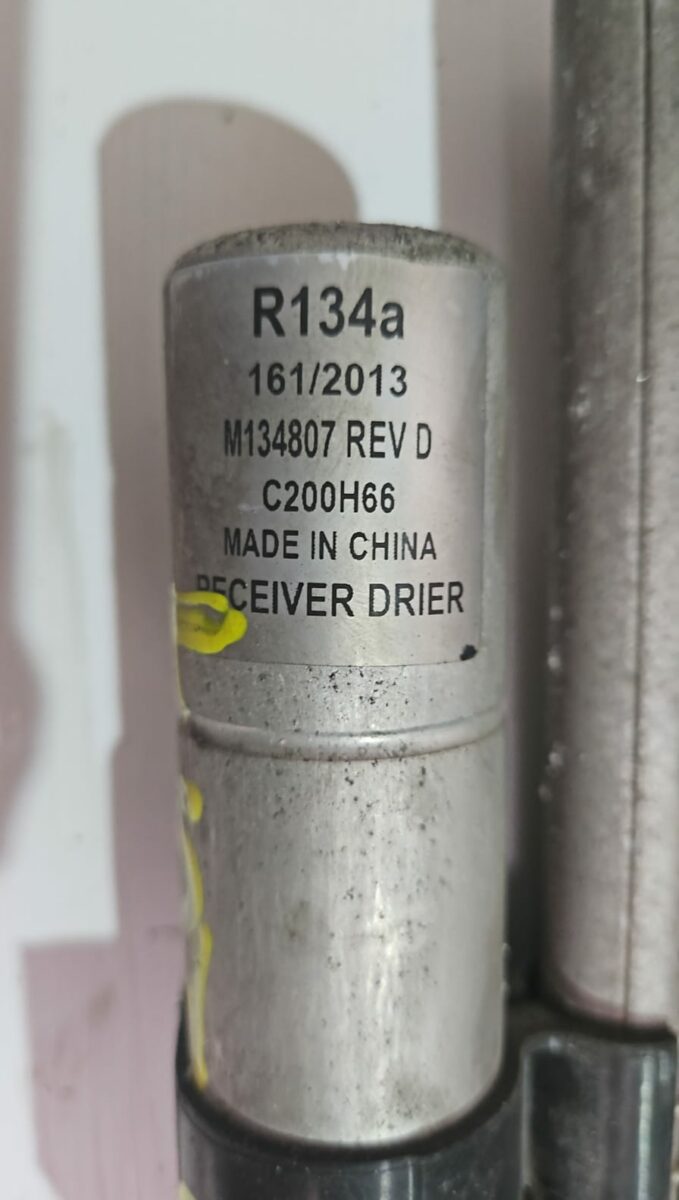 R134a
161/2013
M134807 REV D
C200H66
MADE IN CHINA
RECEIVER DRIER